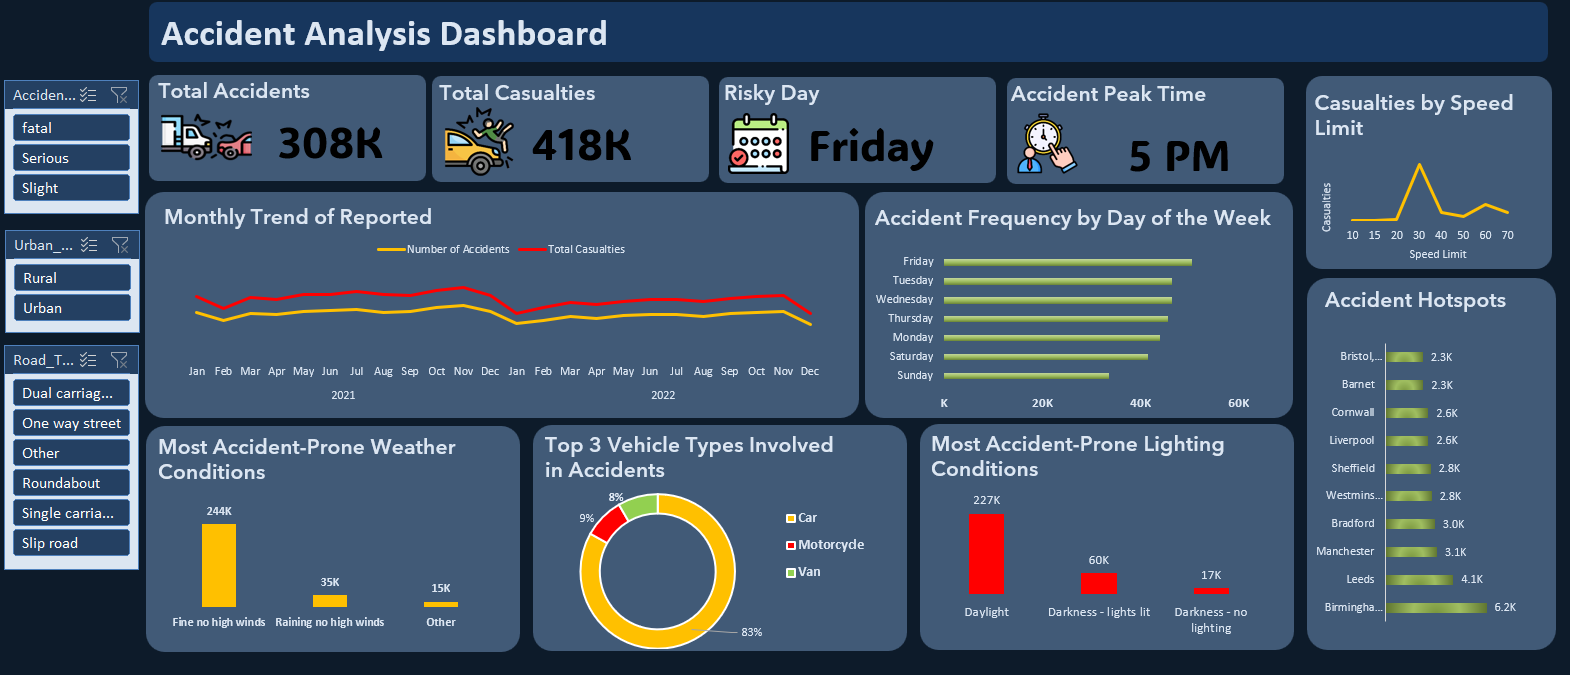 Accident Analysis Dashboard
Acciden...
fatal
Serious
Slight
Urban_...
Rural
Urban
Road_T...
Dual carriag...
One way street
Other
Roundabout
Single carria...
Slip road
Total Accidents
308K
Total Casualties
418K
Risky Day
Friday
Accident Peak Time
5 PM
Casualties by Speed
Limit
Casualties
10 15 20 30 40 50 60 70
Speed Limit
Monthly Trend of Reported
Number of Accidents Total Casualties
Jan Feb Mar Apr May Jun Jul Aug Sep Oct Nov Dec Jan Feb Mar Apr May Jun Jul Aug Sep Oct Nov Dec
2021 2022
Accident Frequency by Day of the Week
Friday
Tuesday
Wednesday
Thursday
Monday
Saturday
Sunday
K 20K 40K 60K
Accident Hotspots
Bristol,... 2.3K
Barnet 2.3K
Cornwall 2.6K
Liverpool 2.6K
Sheffield 2.8K
Westmins... 2.8K
Bradford 3.0K
Manchester 3.1K
Leeds 4.1K
Birmingha... 6.2K
Most Accident-Prone Weather
Conditions
244K
35K
15K
Fine no high winds Raining no high winds Other
Top 3 Vehicle Types Involved
in Accidents
8%
9%
83%
Car
Motorcycle
Van
Most Accident-Prone Lighting
Conditions
227K
60K
17K
Daylight Darkness - lights lit Darkness - no
lighting